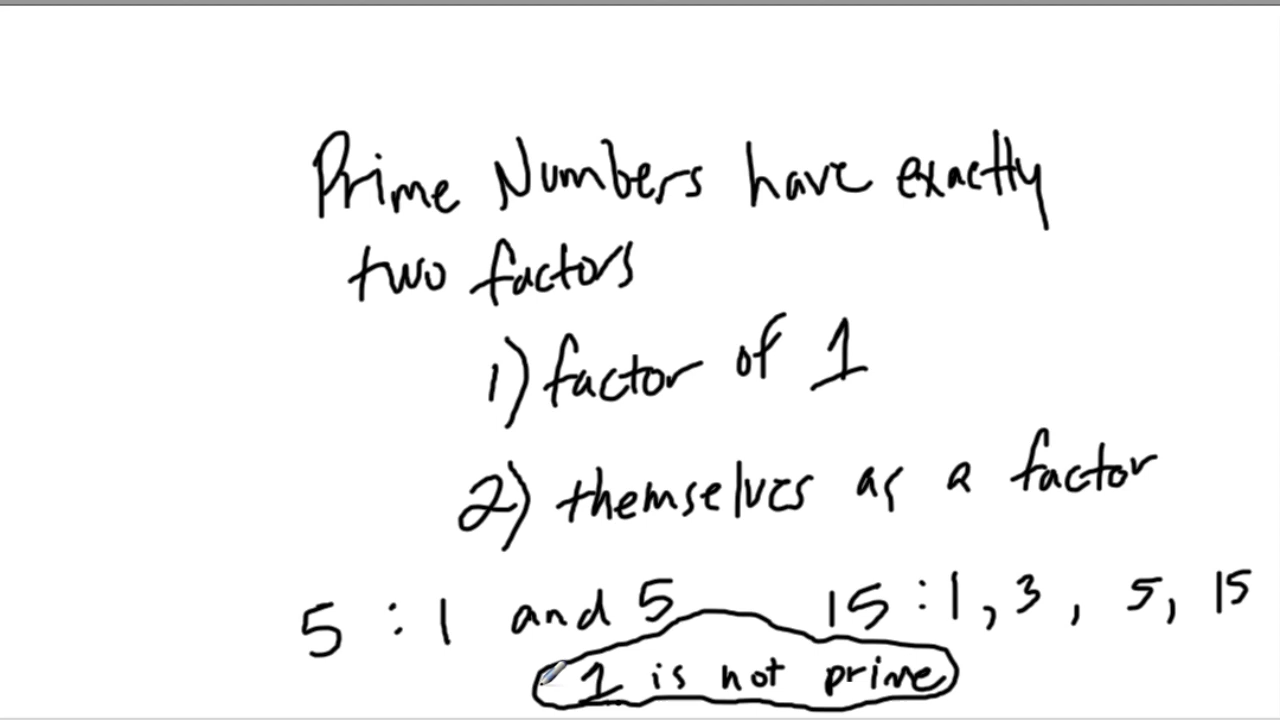 Prime Numbers have exactly
two factors
1) factor of 1
2) themselves as a factor
5 : 1 and 5 15 : 1, 3, 5, 15
1 is not prime